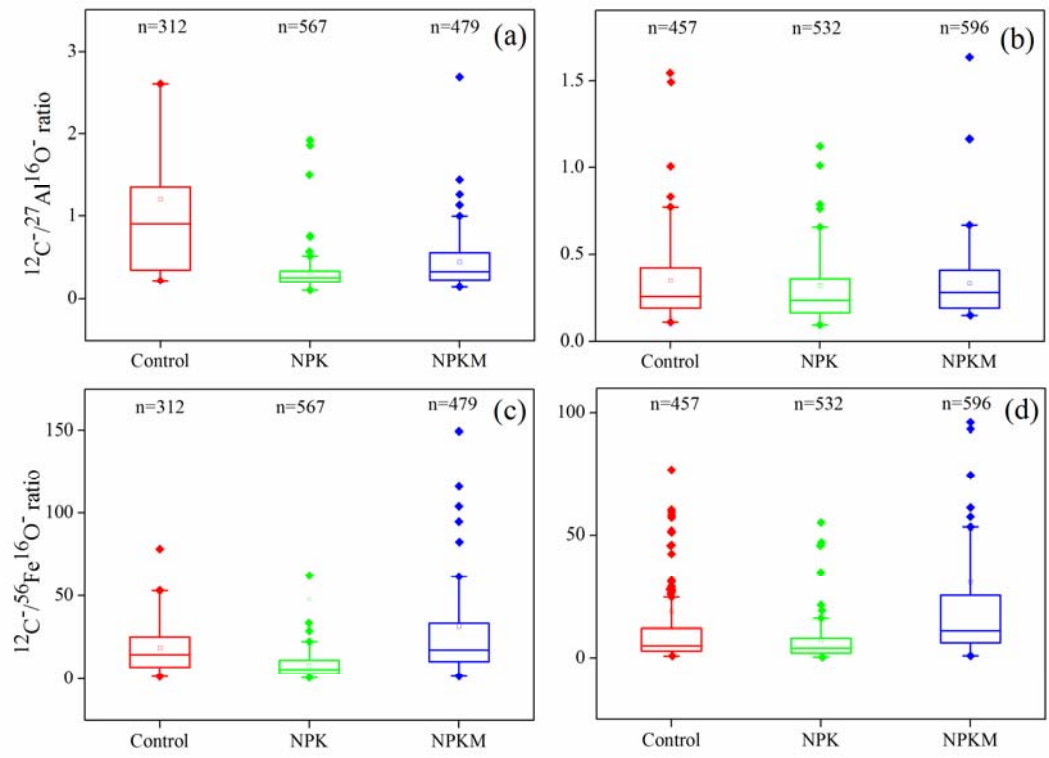 n=312 n=567 n=479 (a)
3
2
1
0
¹²C⁻/²⁷Al¹⁶O⁻ ratio
Control NPK NPKM
n=457 n=532 n=596 (b)
1.5
1.0
0.5
0.0
Control NPK NPKM
n=312 n=567 n=479 (c)
150
100
50
0
¹²C⁻/⁵⁶Fe¹⁶O⁻ ratio
Control NPK NPKM
n=457 n=532 n=596 (d)
100
50
0
Control NPK NPKM